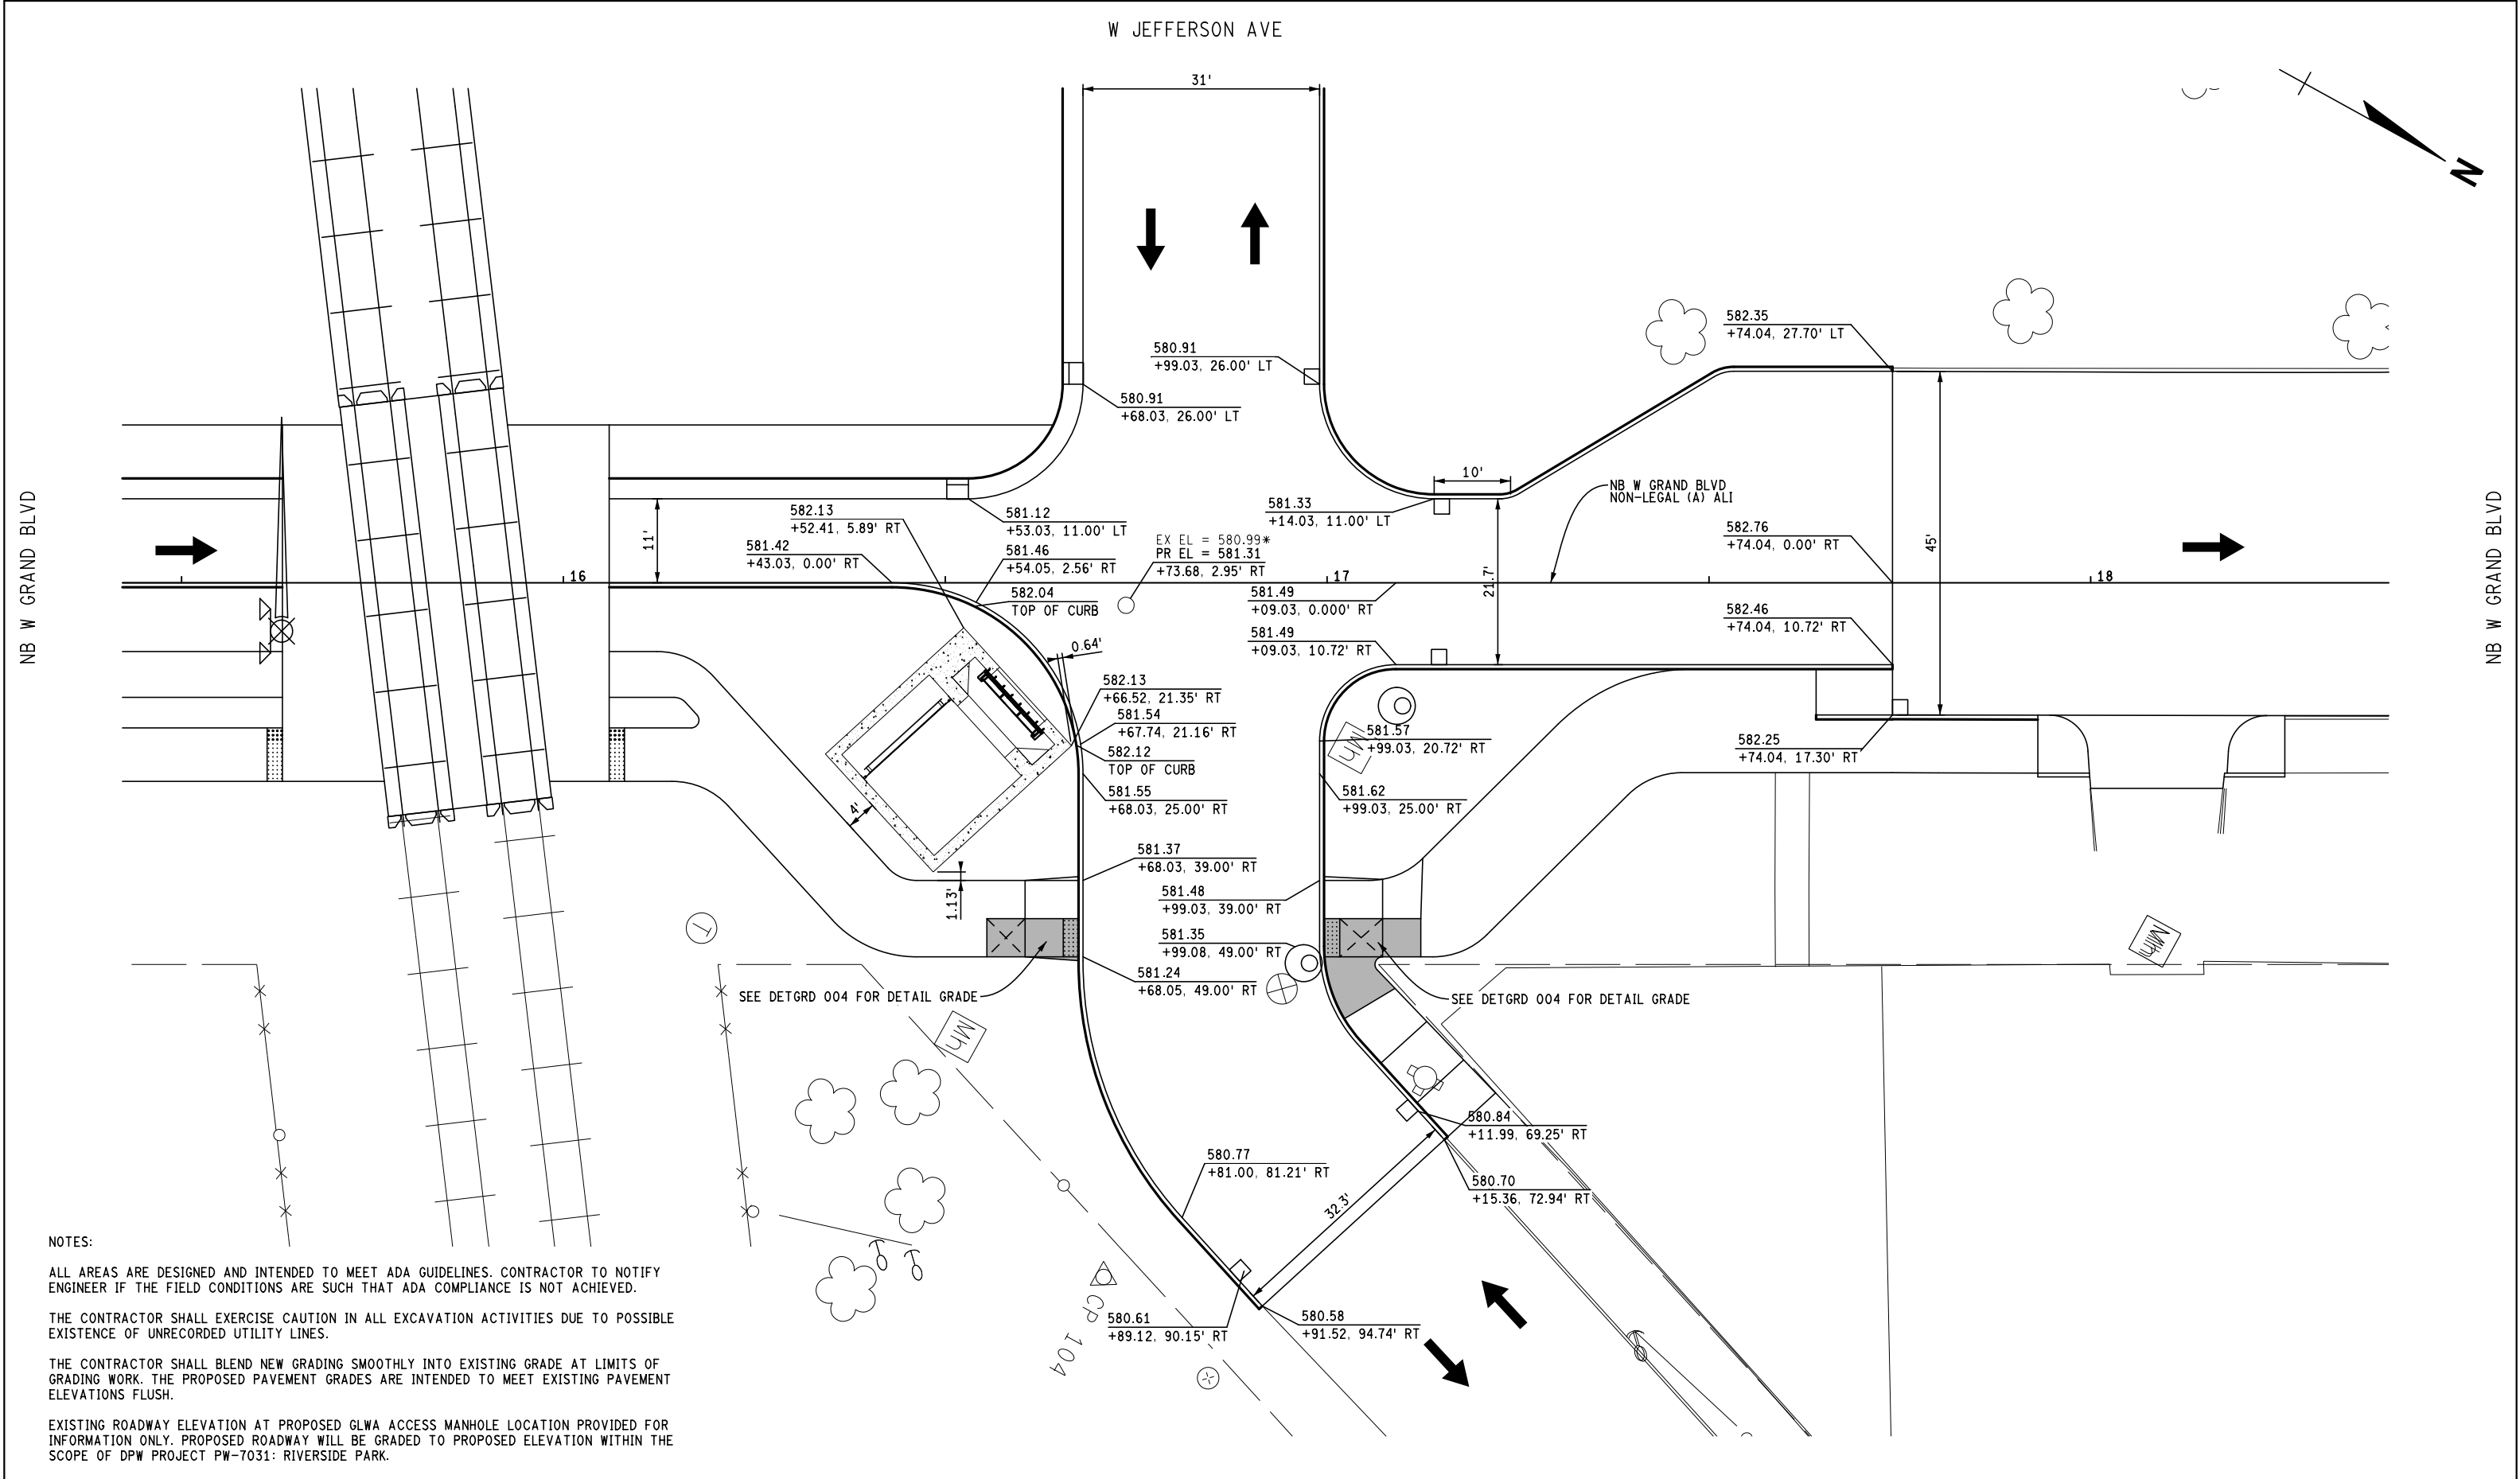 W JEFFERSON AVE
31'
N
582.35
+74.04, 27.70' LT
580.91
+99.03, 26.00' LT
580.91
+68.03, 26.00' LT
10'
NB W GRAND BLVD
NON-LEGAL (A) ALI
NB W GRAND BLVD
NB W GRAND BLVD
582.13
+52.41, 5.89' RT
581.12
+53.03, 11.00' LT
581.33
+14.03, 11.00' LT
582.76
+74.04, 0.00' RT
11'
581.42
+43.03, 0.00' RT
581.46
+54.05, 2.56' RT
EX EL = 580.99*
PR EL = 581.31
+73.68, 2.95' RT
45'
16
17
18
21.7'
582.04
TOP OF CURB
581.49
+09.03, 0.000' RT
582.46
+74.04, 10.72' RT
581.49
+09.03, 10.72' RT
0.64'
582.13
+66.52, 21.35' RT
581.54
+67.74, 21.16' RT
582.12
TOP OF CURB
581.55
+68.03, 25.00' RT
Mh
581.57
+99.03, 20.72' RT
582.25
+74.04, 17.30' RT
581.62
+99.03, 25.00' RT
4'
581.37
+68.03, 39.00' RT
1.13'
581.48
+99.03, 39.00' RT
T
581.35
+99.08, 49.00' RT
Mh
581.24
+68.05, 49.00' RT
SEE DETGRD 004 FOR DETAIL GRADE
SEE DETGRD 004 FOR DETAIL GRADE
Mh
580.84
+11.99, 69.25' RT
580.77
+81.00, 81.21' RT
580.70
+15.36, 72.94' RT
32.3'
CP 104
580.61
+89.12, 90.15' RT
580.58
+91.52, 94.74' RT
NOTES:
ALL AREAS ARE DESIGNED AND INTENDED TO MEET ADA GUIDELINES. CONTRACTOR TO NOTIFY
ENGINEER IF THE FIELD CONDITIONS ARE SUCH THAT ADA COMPLIANCE IS NOT ACHIEVED.
THE CONTRACTOR SHALL EXERCISE CAUTION IN ALL EXCAVATION ACTIVITIES DUE TO POSSIBLE
EXISTENCE OF UNRECORDED UTILITY LINES.
THE CONTRACTOR SHALL BLEND NEW GRADING SMOOTHLY INTO EXISTING GRADE AT LIMITS OF
GRADING WORK. THE PROPOSED PAVEMENT GRADES ARE INTENDED TO MEET EXISTING PAVEMENT
ELEVATIONS FLUSH.
EXISTING ROADWAY ELEVATION AT PROPOSED GLWA ACCESS MANHOLE LOCATION PROVIDED FOR
INFORMATION ONLY. PROPOSED ROADWAY WILL BE GRADED TO PROPOSED ELEVATION WITHIN THE
SCOPE OF DPW PROJECT PW-7031: RIVERSIDE PARK.